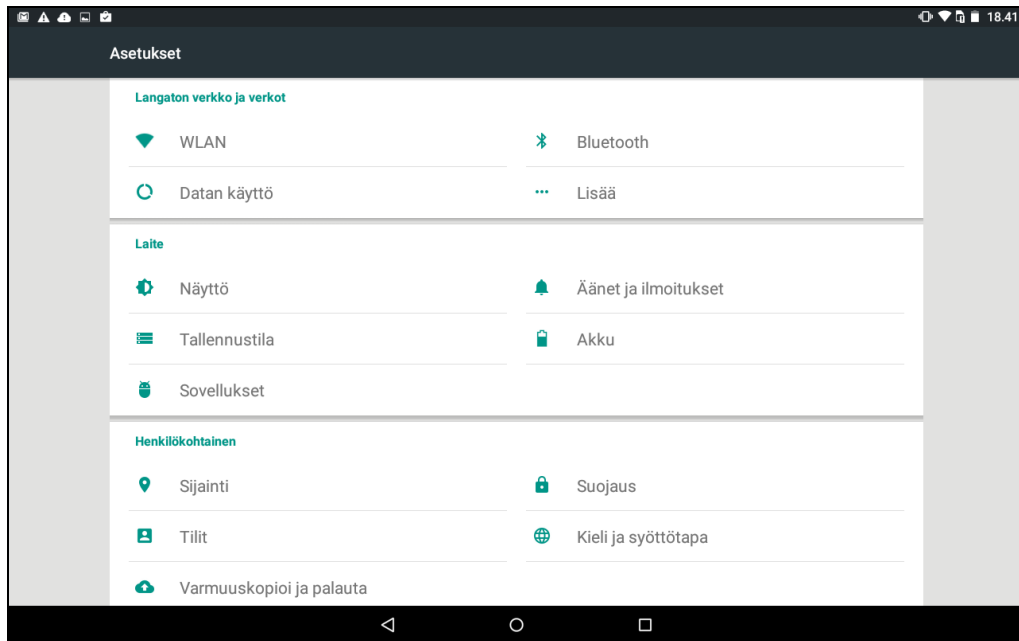 18.41
Asetukset
Langaton verkko ja verkot
WLAN
Bluetooth
Datan käyttö
Lisää
Laite
Näyttö
Äänet ja ilmoitukset
Tallennustila
Akku
Sovellukset
Henkilökohtainen
Sijainti
Suojaus
Tilit
Kieli ja syöttötapa
Varmuuskopioi ja palauta